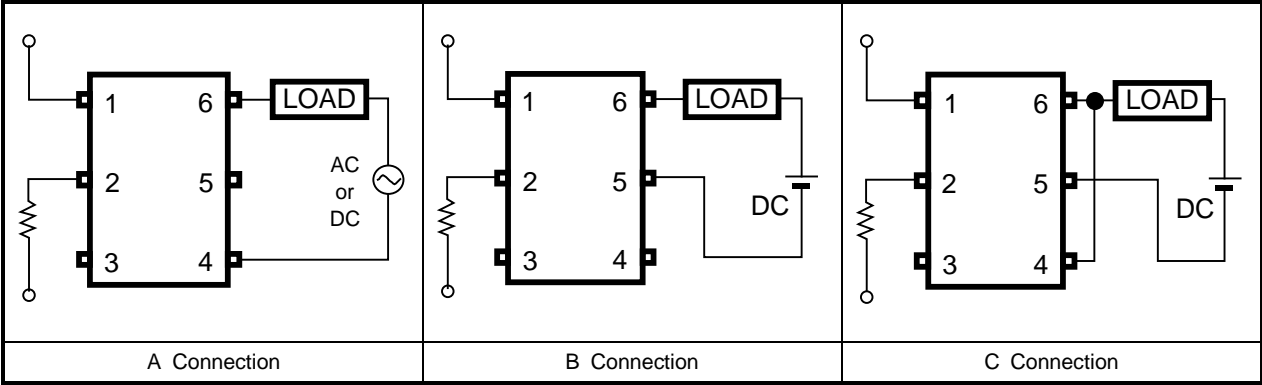 1 6 LOAD
2 5 AC
or
DC
3 4
A Connection
1 6 LOAD
2 5
DC
3 4
B Connection
1 6 LOAD
2 5
DC
3 4
C Connection